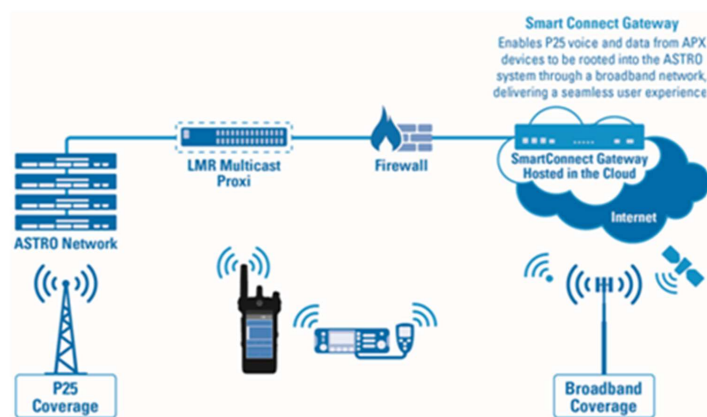 Smart Connect Gateway
Enables P25 voice and data from APX
devices to be rooted into the ASTRO
system through a broadband network,
delivering a seamless user experience
LMR Multicast
Proxi
Firewall
SmartConnect Gateway
Hosted in the Cloud
Internet
ASTRO Network
P25
Coverage
Broadband
Coverage